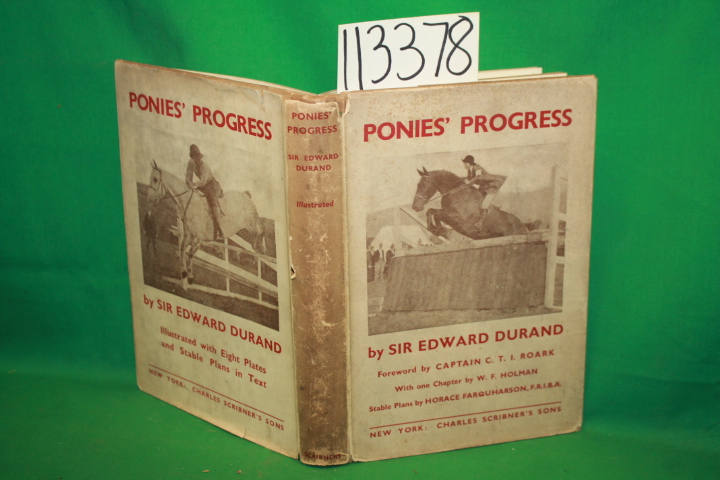 113378
PONIES' PROGRESS
by SIR EDWARD DURAND
Illustrated with Eight Plates
and Stable Plans in Text
NEW YORK: CHARLES SCRIBNER'S SONS
PONIES'
PROGRESS
SIR EDWARD
DURAND
Illustrated
SCRIBNERS
PONIES' PROGRESS
by SIR EDWARD DURAND
Foreword by CAPTAIN C. T. I. ROARK
With one Chapter by W. F. HOLMAN
Stable Plans by HORACE FARQUHARSON, F.R.I.B.A.
NEW YORK: CHARLES SCRIBNER'S SONS